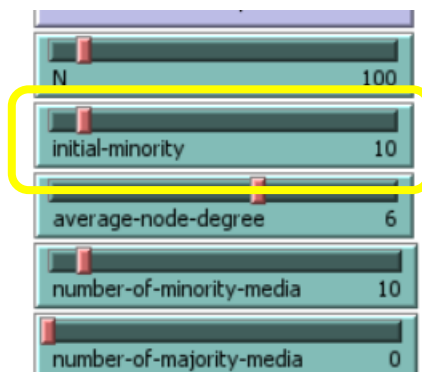 N 100
initial-minority 10
average-node-degree 6
number-of-minority-media 10
number-of-majority-media 0